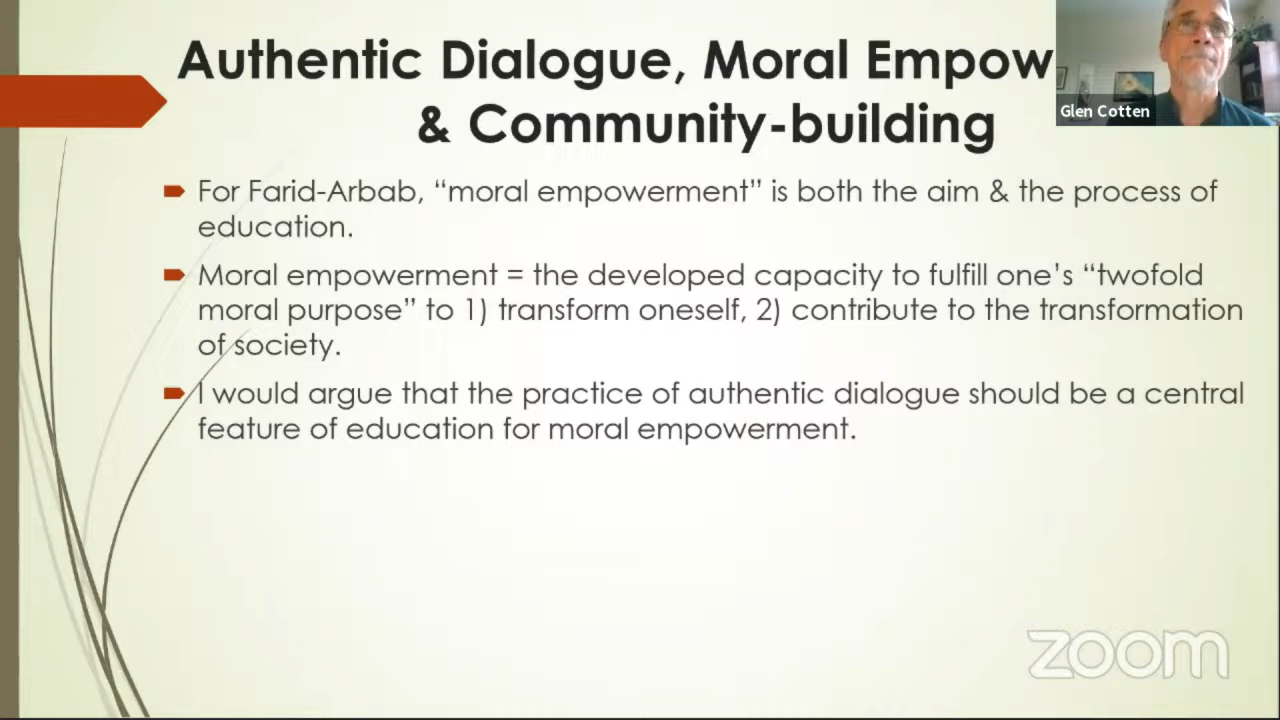 Authentic Dialogue, Moral Empow
& Community-building
Glen Cotten
For Farid-Arbab, “moral empowerment” is both the aim & the process of
education.
Moral empowerment = the developed capacity to fulfill one’s “twofold
moral purpose” to 1) transform oneself, 2) contribute to the transformation
of society.
I would argue that the practice of authentic dialogue should be a central
feature of education for moral empowerment.
zoom